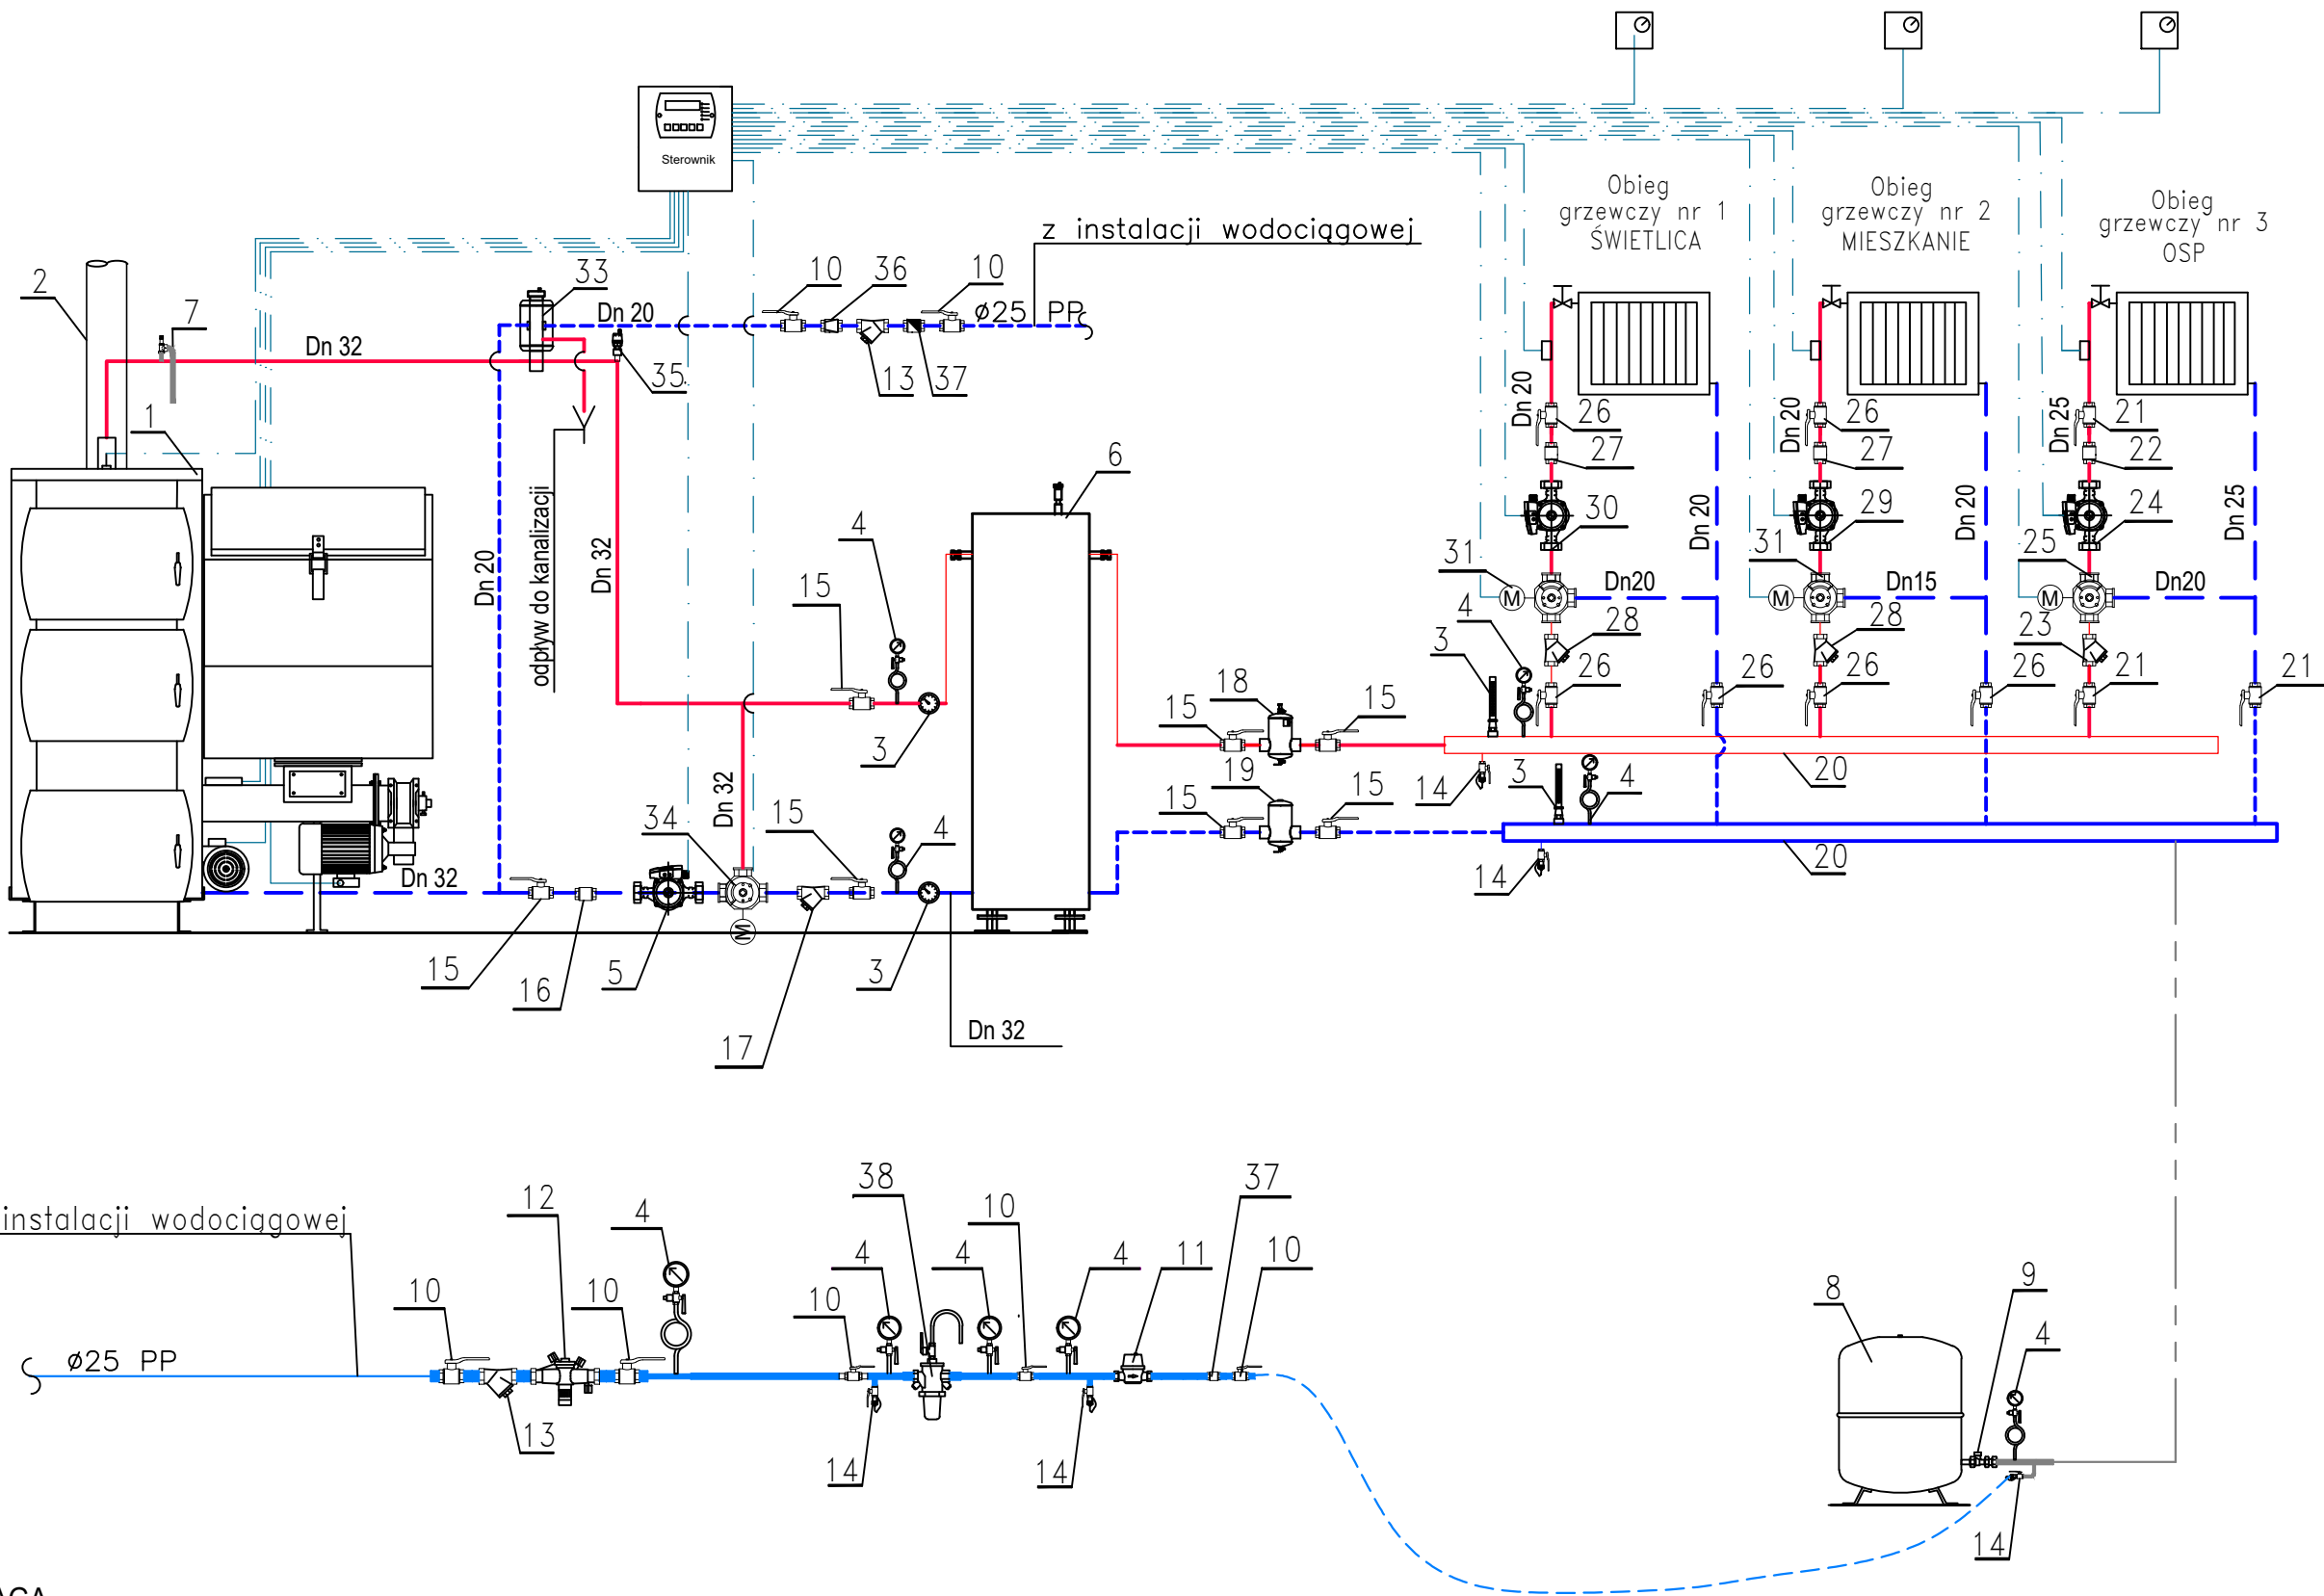 Sterownik
Obieg
grzewczy nr 1
ŚWIETLICA
Obieg
grzewczy nr 2
MIESZKANIE
Obieg
grzewczy nr 3
OSP
z instalacji wodociągowej
2
7
33
10
36
10
Dn 20
ø25 PP
Dn 32
35
13
37
1
odpływ do kanalizacji
Dn 20
Dn 32
6
4
15
3
Dn 20
26
27
30
31
Dn20
Dn 20
28
26
26
Dn 20
26
27
29
31
Dn15
Dn 20
28
26
26
Dn 25
21
22
24
25
Dn20
Dn 25
23
21
21
4
3
15
18
15
14
20
3
4
19
15
15
14
20
Dn 32
34
15
4
Dn 32
15
16
5
17
3
Dn 32
instalacji wodociągowej
ø25 PP
10
12
10
4
13
38
4
10
4
10
4
11
37
10
14
14
8
9
4
14